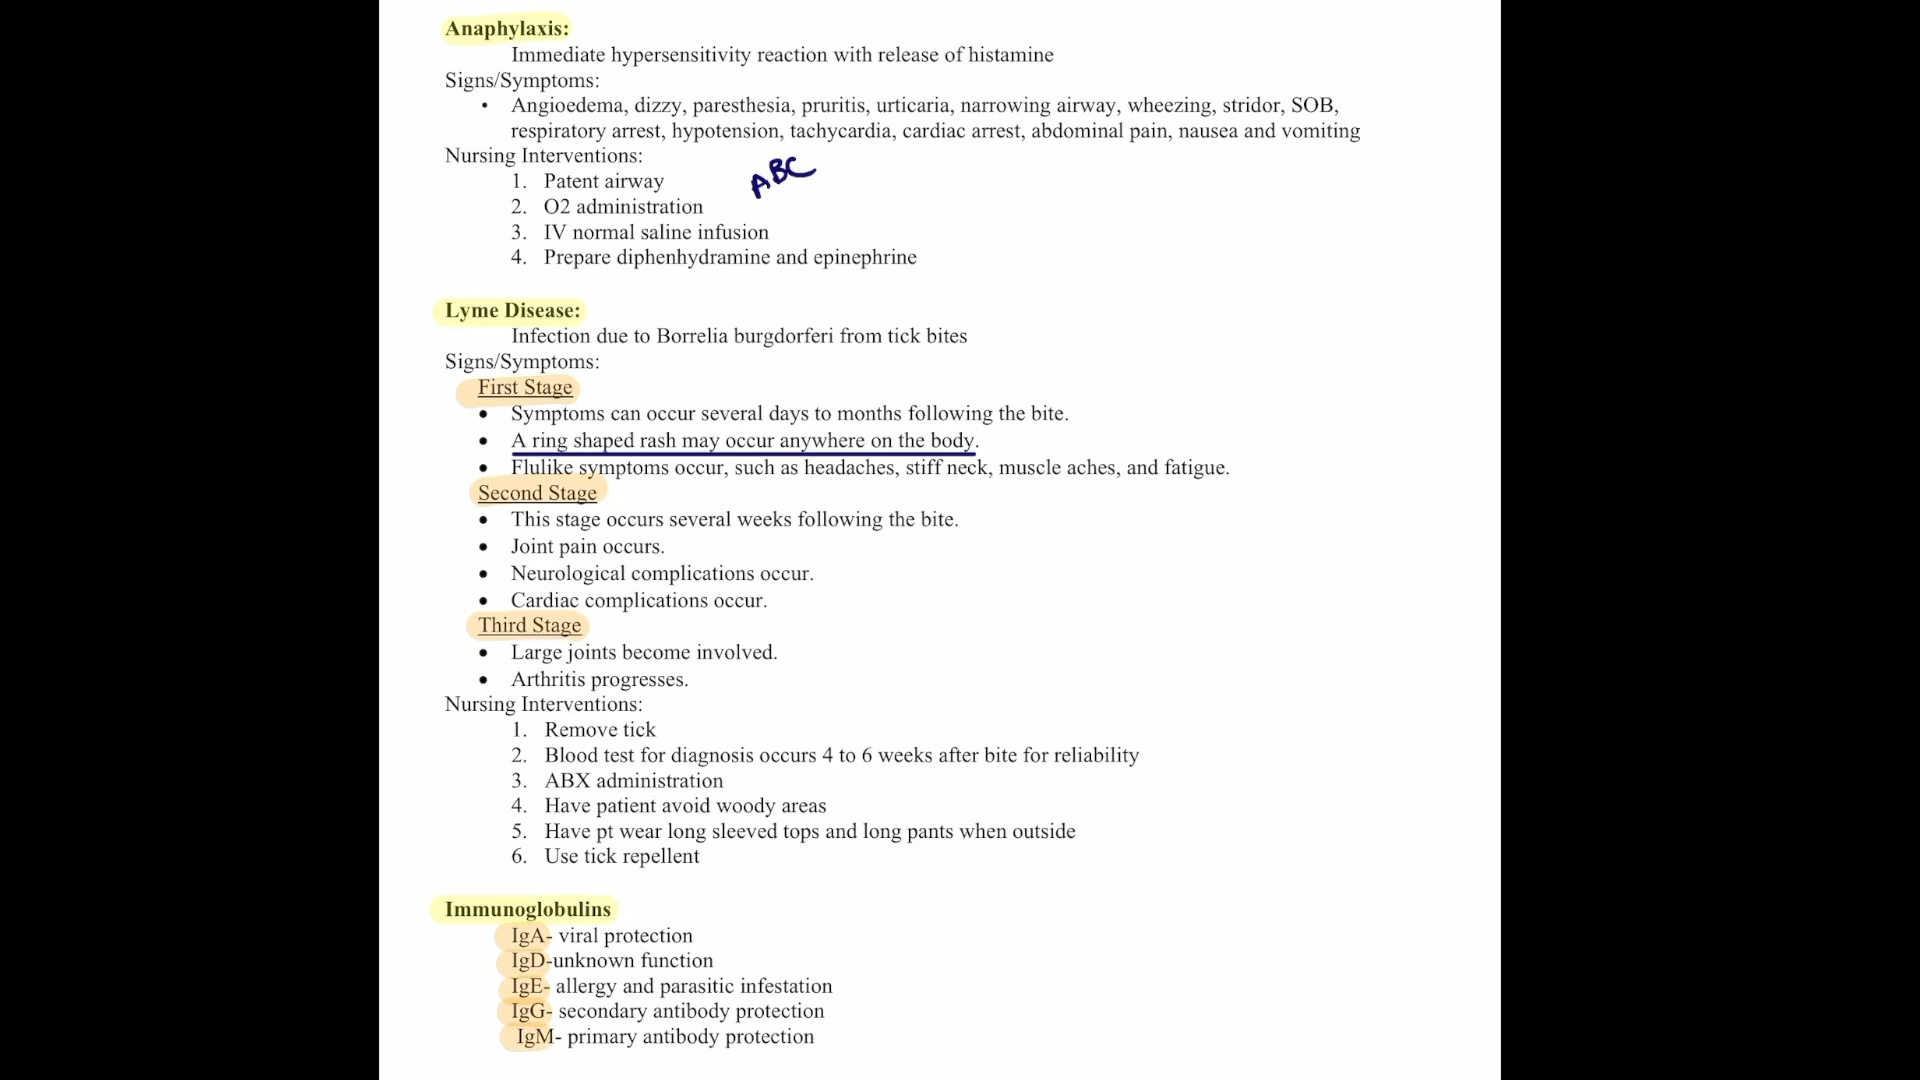 Anaphylaxis:
Immediate hypersensitivity reaction with release of histamine
Signs/Symptoms:
• Angioedema, dizzy, paresthesia, pruritis, urticaria, narrowing airway, wheezing, stridor, SOB,
respiratory arrest, hypotension, tachycardia, cardiac arrest, abdominal pain, nausea and vomiting
Nursing Interventions:
ABC
1. Patent airway
2. O2 administration
3. IV normal saline infusion
4. Prepare diphenhydramine and epinephrine
Lyme Disease:
Infection due to Borrelia burgdorferi from tick bites
Signs/Symptoms:
First Stage
• Symptoms can occur several days to months following the bite.
• A ring shaped rash may occur anywhere on the body.
• Flulike symptoms occur, such as headaches, stiff neck, muscle aches, and fatigue.
Second Stage
• This stage occurs several weeks following the bite.
• Joint pain occurs.
• Neurological complications occur.
• Cardiac complications occur.
Third Stage
• Large joints become involved.
• Arthritis progresses.
Nursing Interventions:
1. Remove tick
2. Blood test for diagnosis occurs 4 to 6 weeks after bite for reliability
3. ABX administration
4. Have patient avoid woody areas
5. Have pt wear long sleeved tops and long pants when outside
6. Use tick repellent
Immunoglobulins
IgA- viral protection
IgD-unknown function
IgE- allergy and parasitic infestation
IgG- secondary antibody protection
IgM- primary antibody protection